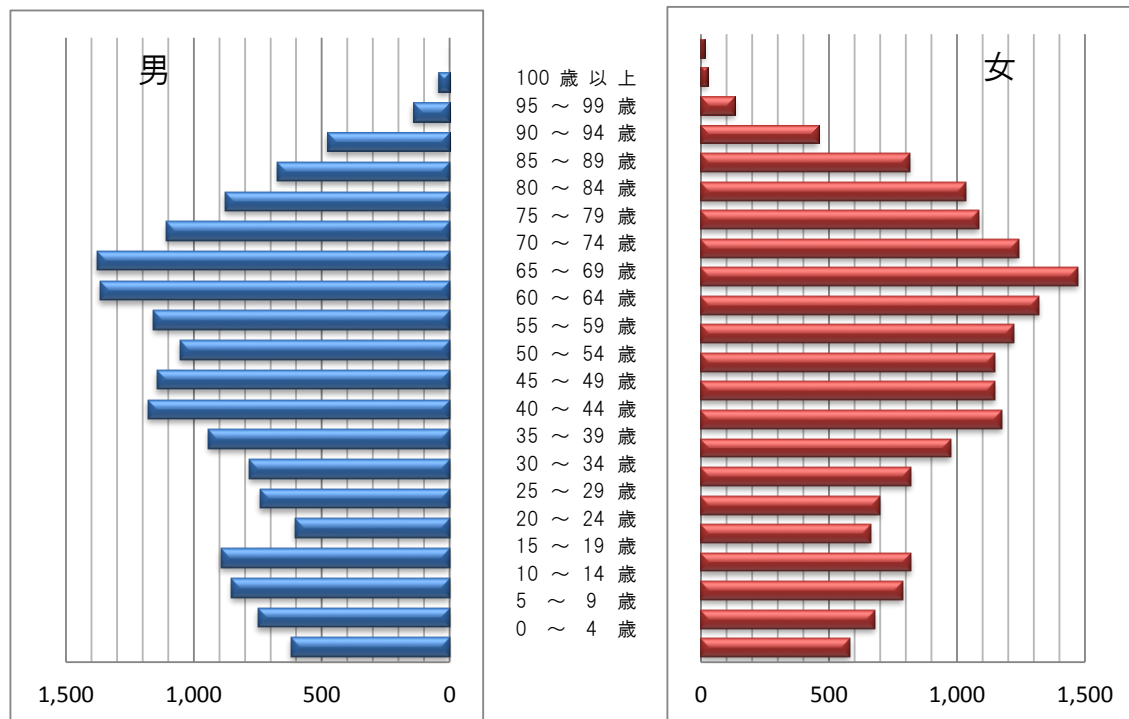 男
女
100 歳 以 上
95 ～ 99 歳
90 ～ 94 歳
85 ～ 89 歳
80 ～ 84 歳
75 ～ 79 歳
70 ～ 74 歳
65 ～ 69 歳
60 ～ 64 歳
55 ～ 59 歳
50 ～ 54 歳
45 ～ 49 歳
40 ～ 44 歳
35 ～ 39 歳
30 ～ 34 歳
25 ～ 29 歳
20 ～ 24 歳
15 ～ 19 歳
10 ～ 14 歳
5 ～ 9 歳
0 ～ 4 歳
1,500 1,000 500 0
0 500 1,000 1,500